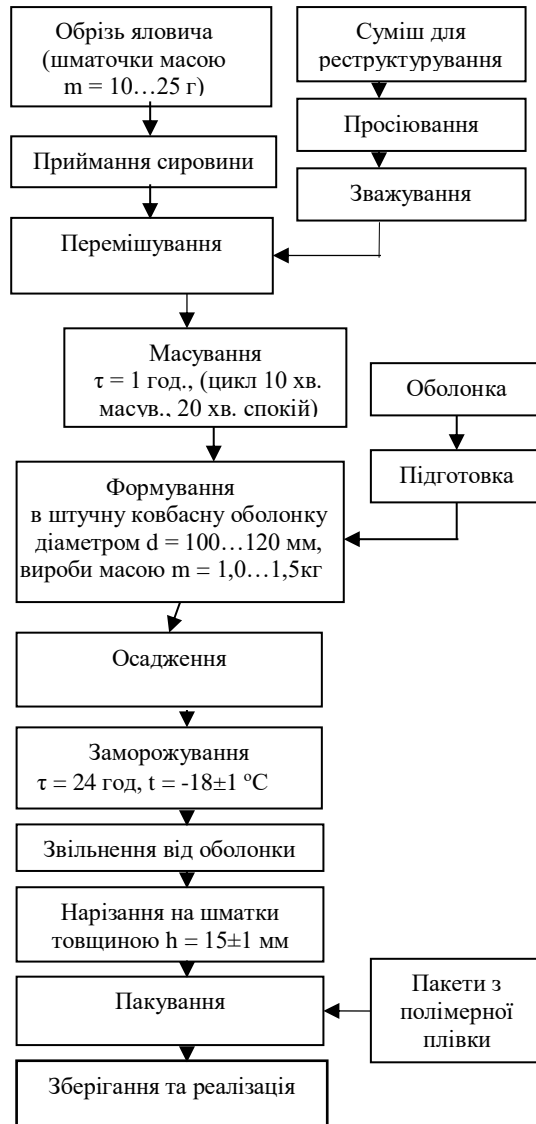 Обрізь яловича
(шматочки масою
m = 10…25 г)
Суміш для
реструктурування
Просіювання
Приймання сировини
Зважування
Перемішування
Масування
τ = 1 год., (цикл 10 хв.
масув., 20 хв. спокій)
Оболонка
Підготовка
Формування
в штучну ковбасну оболонку
діаметром d = 100…120 мм,
вироби масою m = 1,0…1,5кг
Осадження
Заморожування
τ = 24 год, t = -18±1 ºС
Звільнення від оболонки
Нарізання на шматки
товщиною h = 15±1 мм
Пакування
Пакети з
полімерної
плівки
Зберігання та реалізація